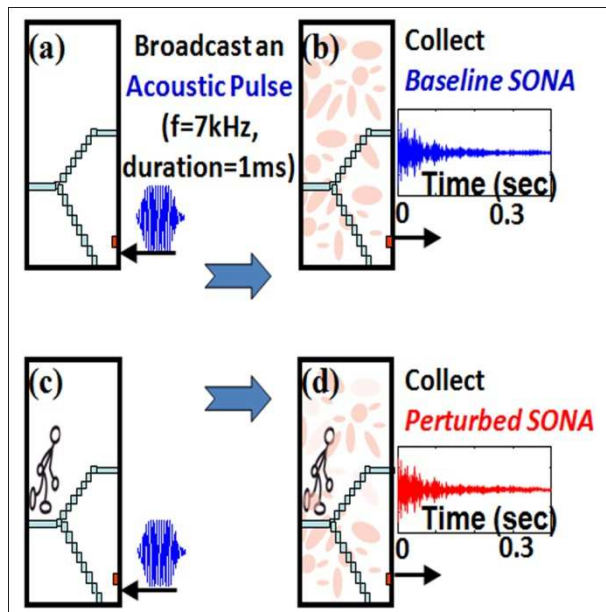 (a)
Broadcast an
Acoustic Pulse
(f=7kHz,
duration=1ms)
(b)
Collect
Baseline SONA
Time (sec)
0 0.3
(c)
(d)
Collect
Perturbed SONA
Time (sec)
0 0.3